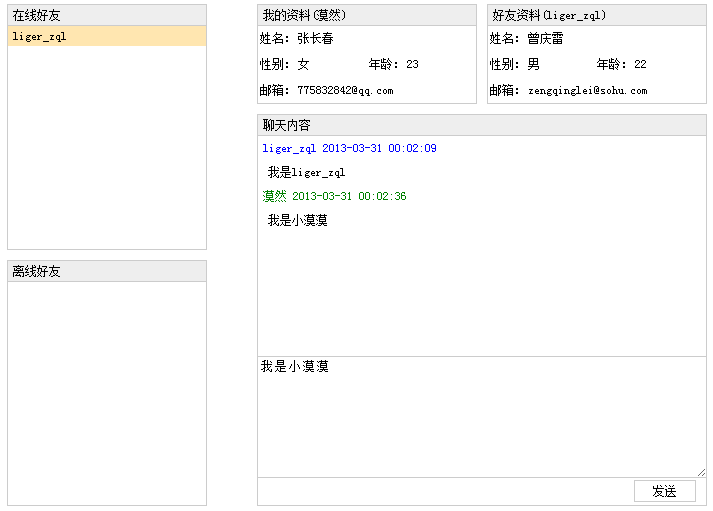 在线好友
liger_zql
离线好友
我的资料(漠然)
姓名: 张长春
性别: 女 年龄: 23
邮箱: 775832842@qq.com
好友资料(liger_zql)
姓名: 曾庆雷
性别: 男 年龄: 22
邮箱: zengqinglei@sohu.com
聊天内容
liger_zql 2013-03-31 00:02:09
我是liger_zql
漠然 2013-03-31 00:02:36
我是小漠漠
我是小漠漠
发送